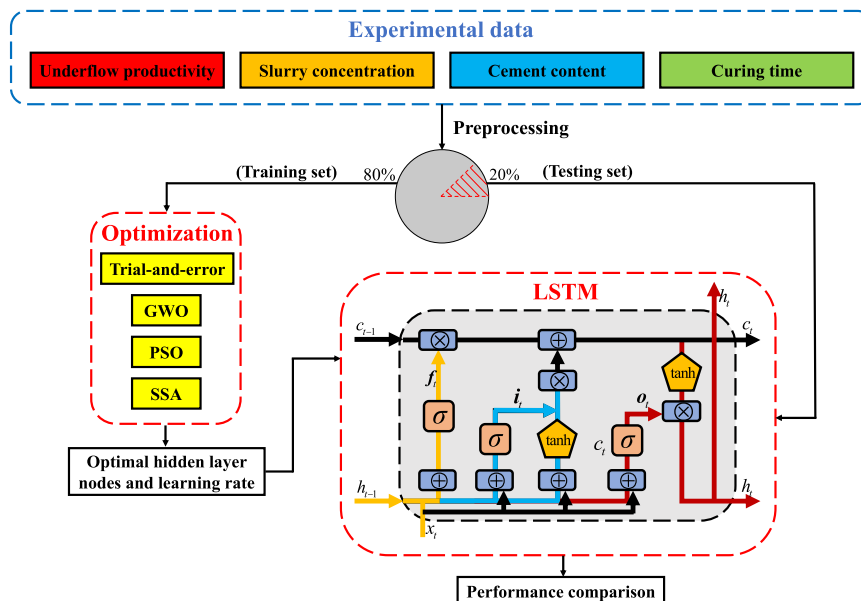 Experimental data
Underflow productivity
Slurry concentration
Cement content
Curing time
Preprocessing
(Training set)
80%
20%
(Testing set)
Optimization
Trial-and-error
GWO
PSO
SSA
Optimal hidden layer
nodes and learning rate
LSTM
h_t
c_{t-1}
c_t
tanh
f_t
i_t
o_t
σ
σ
tanh
c_t
σ
h_{t-1}
h_t
x_t
Performance comparison